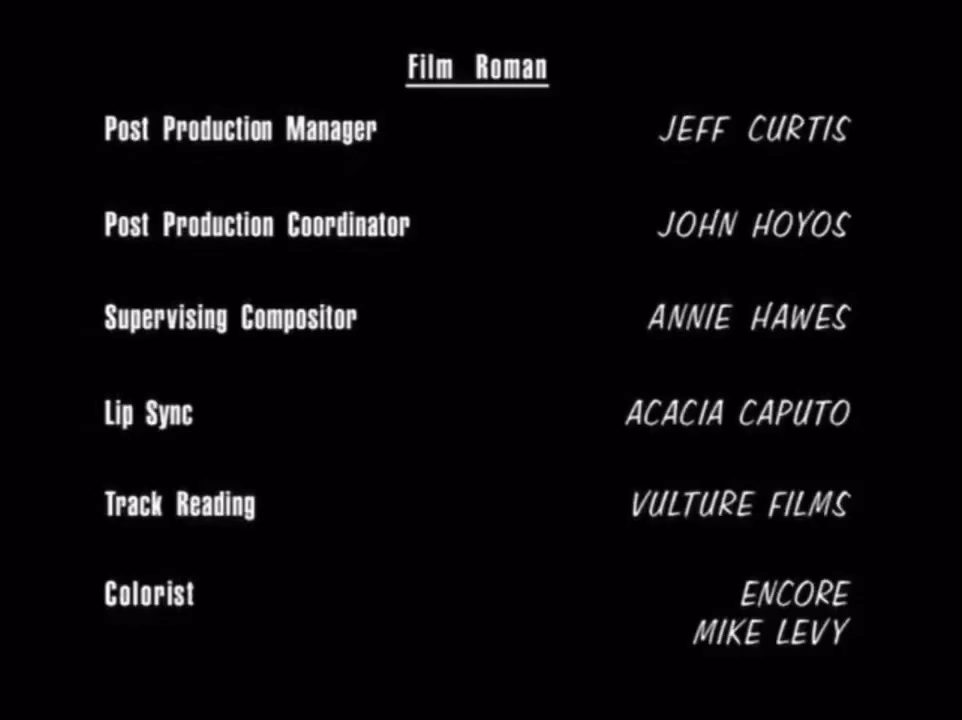 Film Roman
Post Production Manager JEFF CURTIS
Post Production Coordinator JOHN HOYOS
Supervising Compositor ANNIE HAWES
Lip Sync ACACIA CAPUTO
Track Reading VULTURE FILMS
Colorist ENCORE
MIKE LEVY